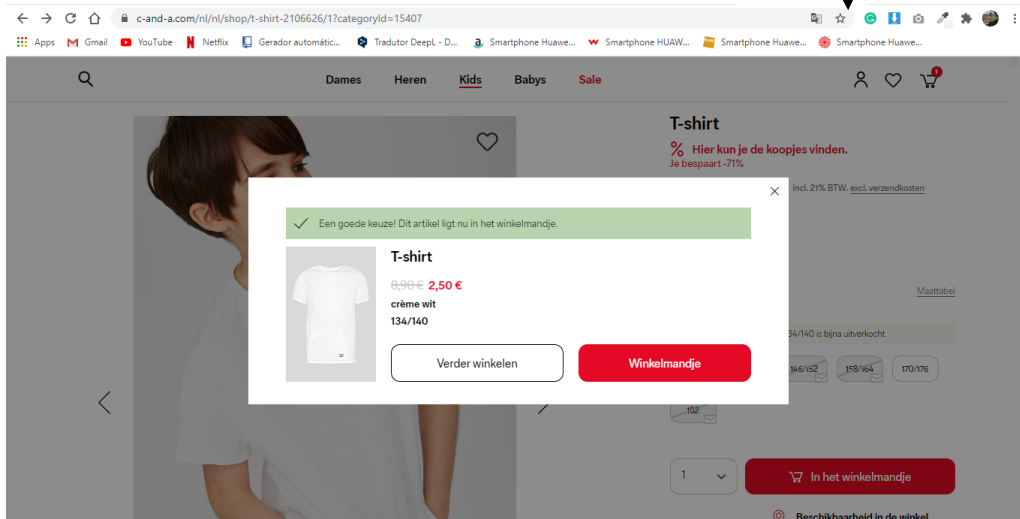 c-and-a.com/nl/nl/shop/t-shirt-2106626/1?categoryId=15407
Apps Gmail YouTube Netflix Gerador automátic... Tradutor DeepL - D... Smartphone Huawe... Smartphone HUAW... Smartphone Huawe... Smartphone Huawe...
Dames Heren Kids Babys Sale
1
T-shirt
% Hier kun je de koopjes vinden.
Je bespaart -71%
incl. 21% BTW, excl. verzendkosten
Een goede keuze! Dit artikel ligt nu in het winkelmandje.
T-shirt
8,90 € 2,50 €
crème wit
134/140
Verder winkelen
Winkelmandje
Maattabel
34/140 is bijna uitverkocht
146/152 158/164 170/176
182
1
In het winkelmandje
Beschikbaarheid in de winkel